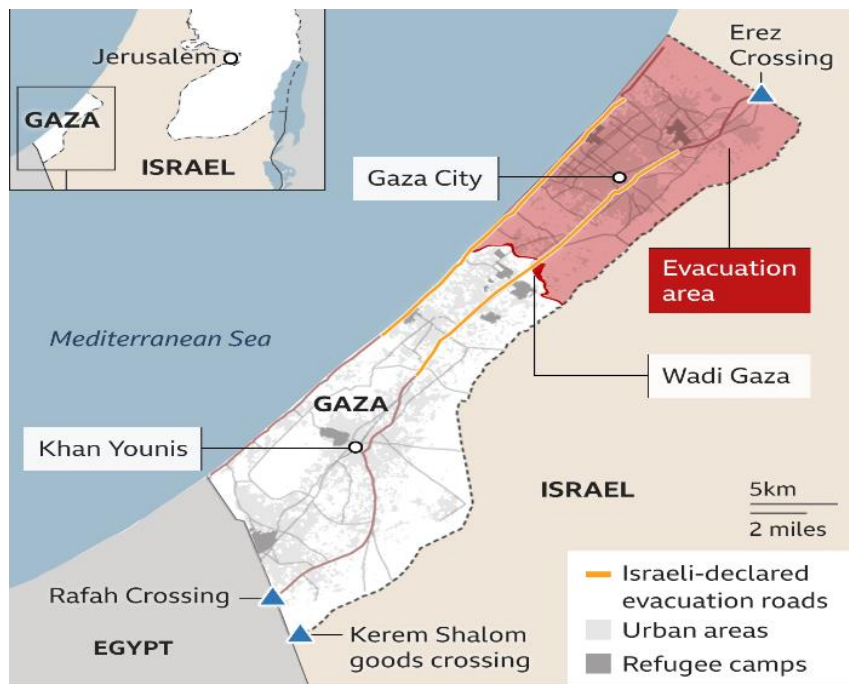 Jerusalem
GAZA
ISRAEL
Erez
Crossing
Gaza City
Evacuation
area
Mediterranean Sea
Wadi Gaza
GAZA
Khan Younis
ISRAEL
5km
2 miles
Rafah Crossing
EGYPT
Kerem Shalom
goods crossing
Israeli-declared
evacuation roads
Urban areas
Refugee camps